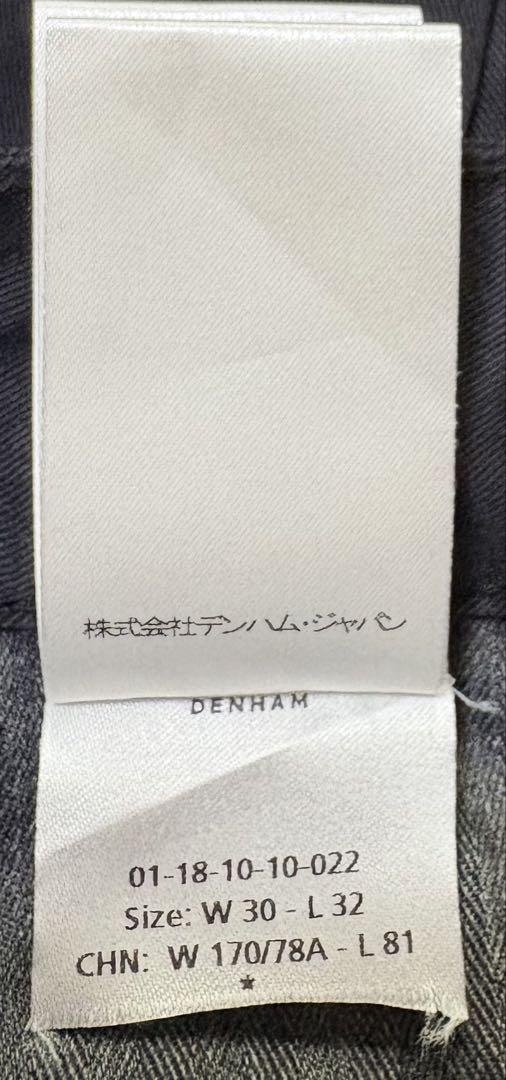 株式会社デンハム・ジャパン
DENHAM
01-18-10-10-022
Size: W 30 - L 32
CHN: W 170/78A - L 81
★